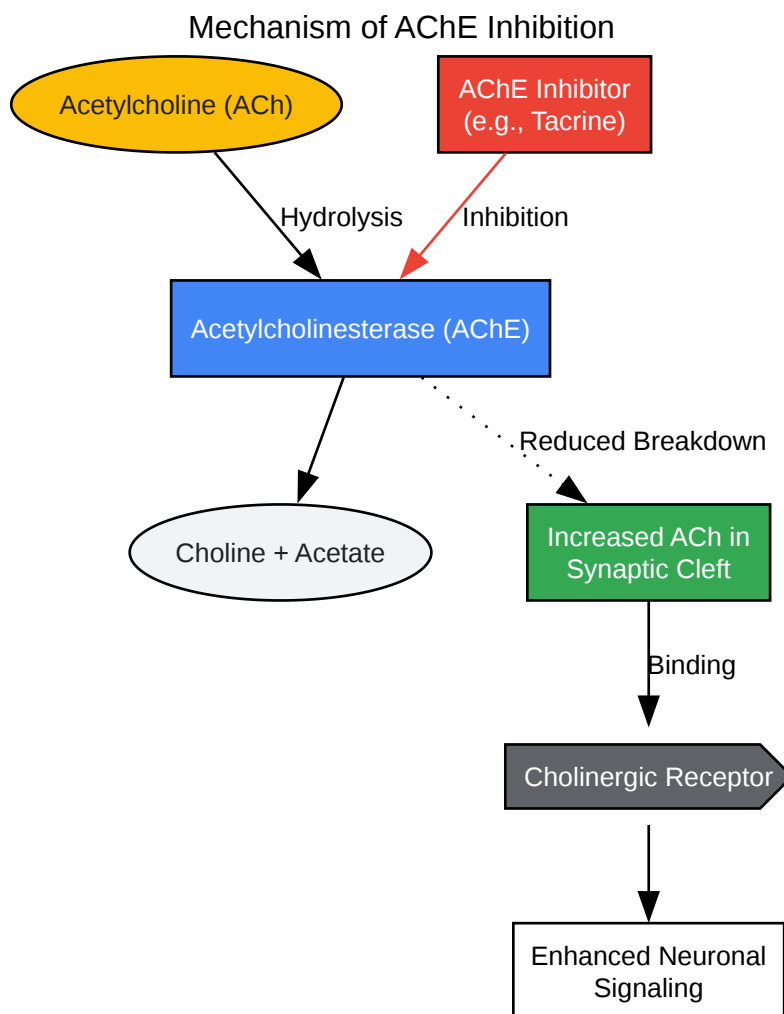 Mechanism of AChE Inhibition
Acetylcholine (ACh)
AChE Inhibitor
(e.g., Tacrine)
Hydrolysis
Inhibition
Acetylcholinesterase (AChE)
Reduced Breakdown
Choline + Acetate
Increased ACh in
Synaptic Cleft
Binding
Cholinergic Receptor
Enhanced Neuronal
Signaling